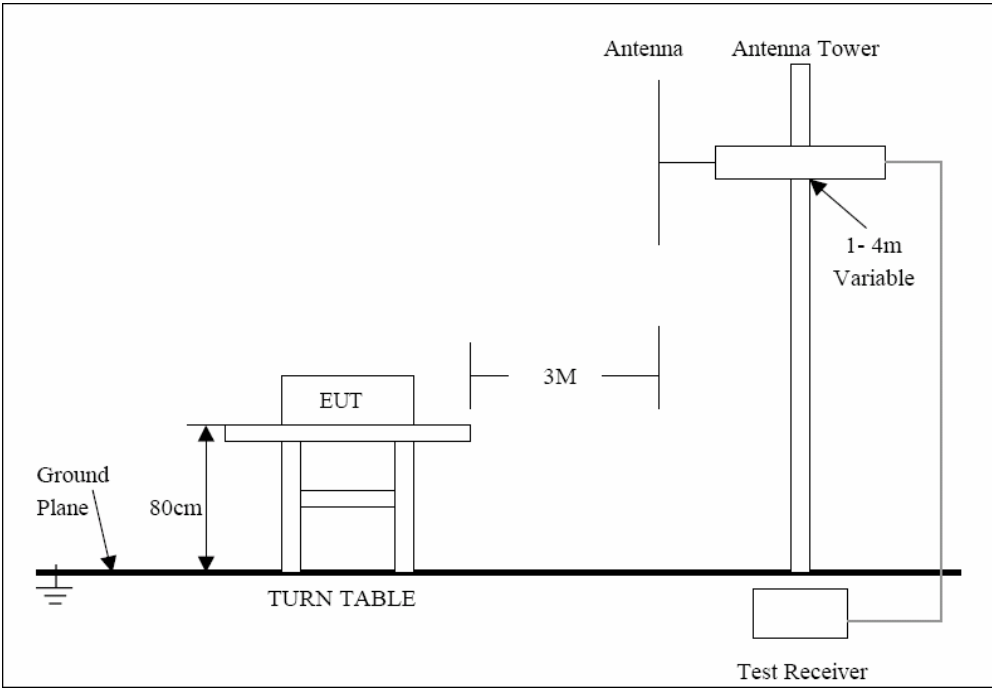 Antenna
Antenna Tower
1- 4m
Variable
3M
EUT
Ground
Plane
80cm
TURN TABLE
Test Receiver